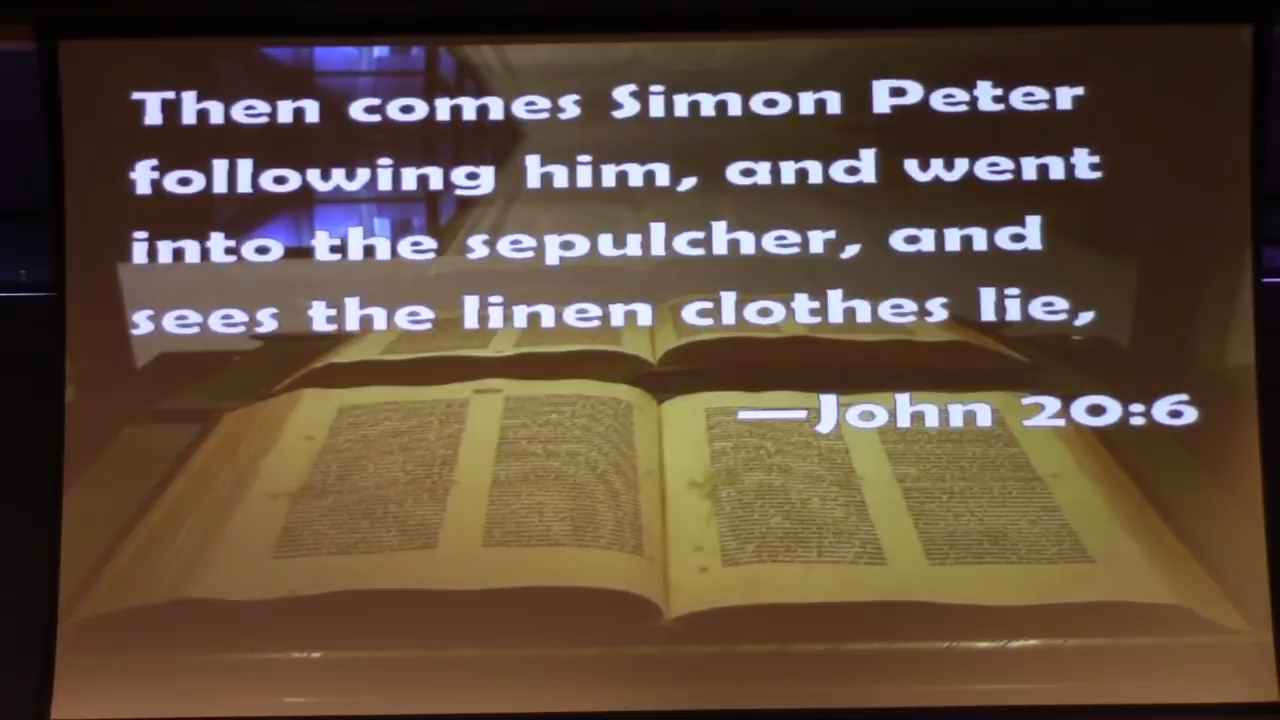 Then comes Simon Peter
following him, and went
into the sepulcher, and
sees the linen clothes lie,
—John 20:6